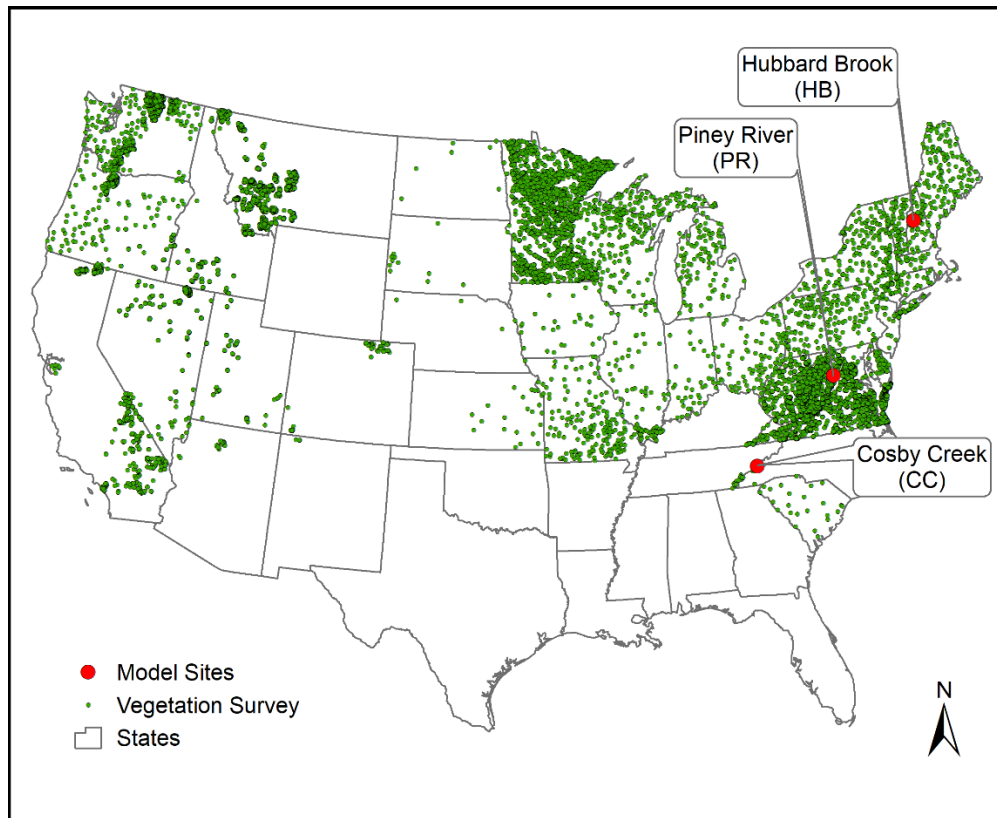 Hubbard Brook
(HB)
Piney River
(PR)
Cosby Creek
(CC)
Model Sites
Vegetation Survey
States
N